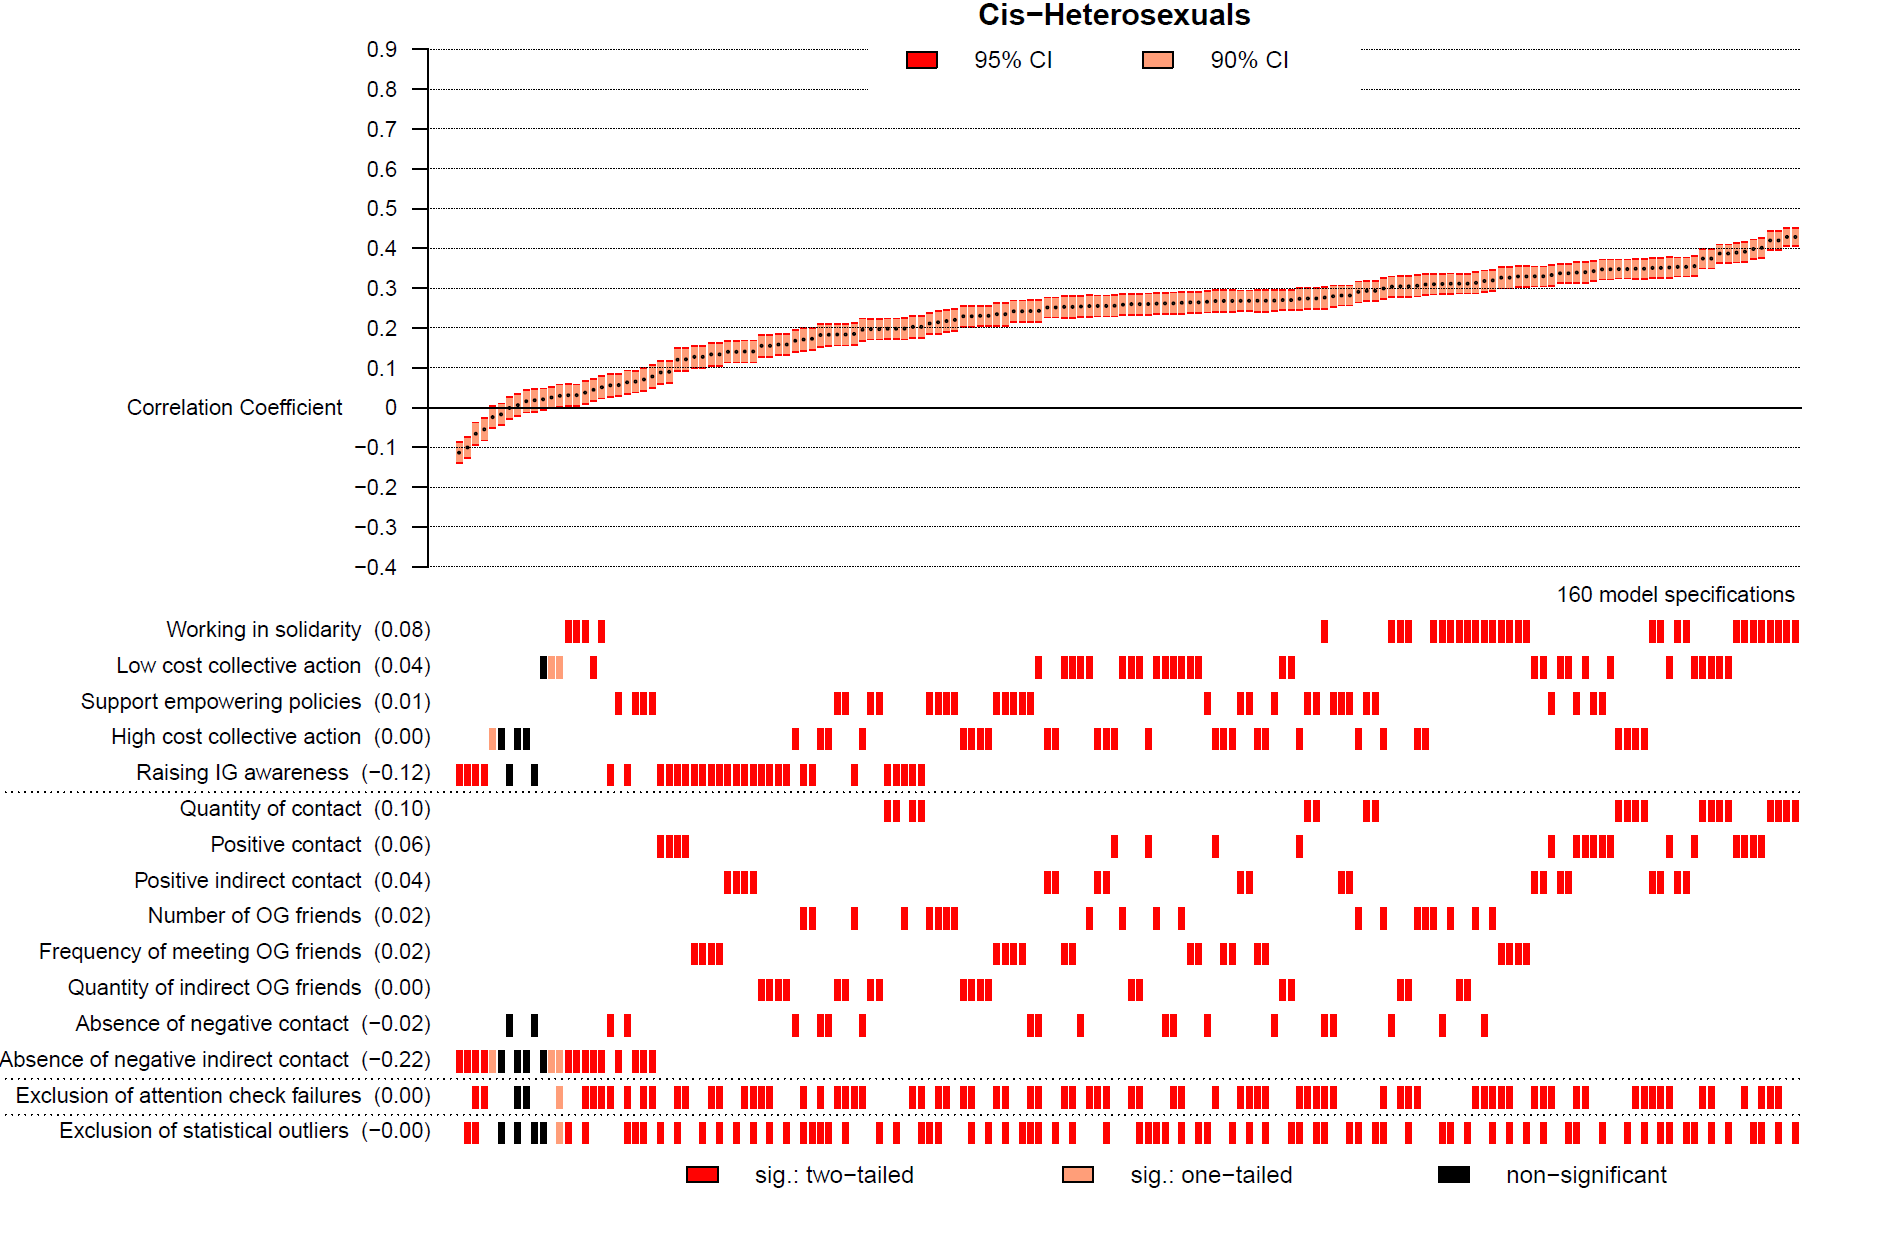 Cis−Heterosexuals
95% CI
90% CI
0.9
0.8
0.7
0.6
0.5
0.4
0.3
0.2
0.1
Correlation Coefficient 0
−0.1
−0.2
−0.3
−0.4
160 model specifications
Working in solidarity (0.08)
Low cost collective action (0.04)
Support empowering policies (0.01)
High cost collective action (0.00)
Raising IG awareness (−0.12)
Quantity of contact (0.10)
Positive contact (0.06)
Positive indirect contact (0.04)
Number of OG friends (0.02)
Frequency of meeting OG friends (0.02)
Quantity of indirect OG friends (0.00)
Absence of negative contact (−0.02)
Absence of negative indirect contact (−0.22)
Exclusion of attention check failures (0.00)
Exclusion of statistical outliers (−0.00)
sig.: two−tailed
sig.: one−tailed
non−significant